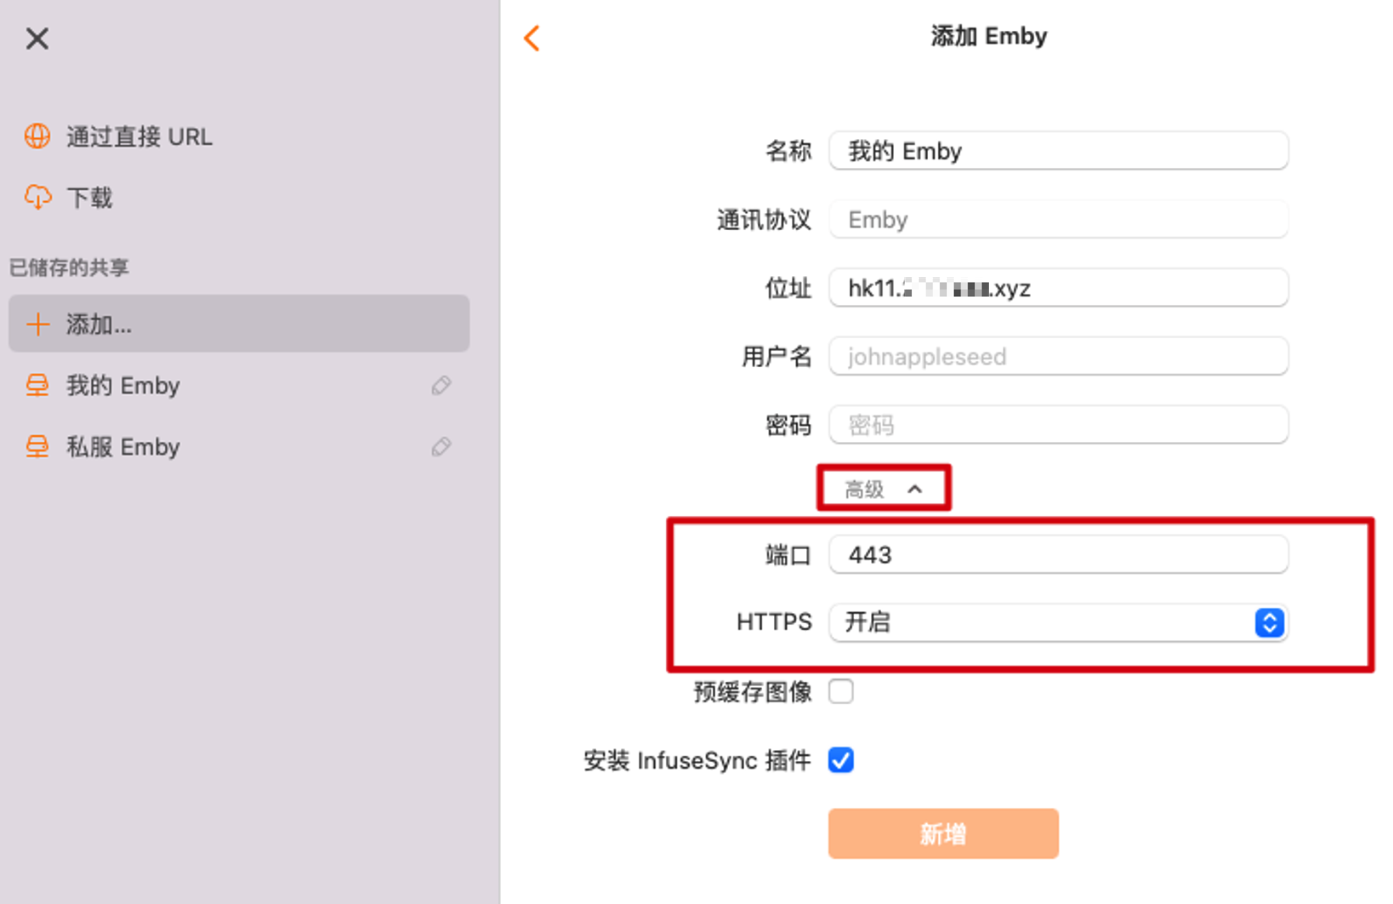 通过直接 URL
下载
已储存的共享
添加...
我的 Emby
私服 Emby
添加 Emby
名称 我的 Emby
通讯协议 Emby
位址 hk11. .xyz
用户名 johnappleseed
密码 密码
高级
端口 443
HTTPS 开启
预缓存图像
安装 InfuseSync 插件
新增